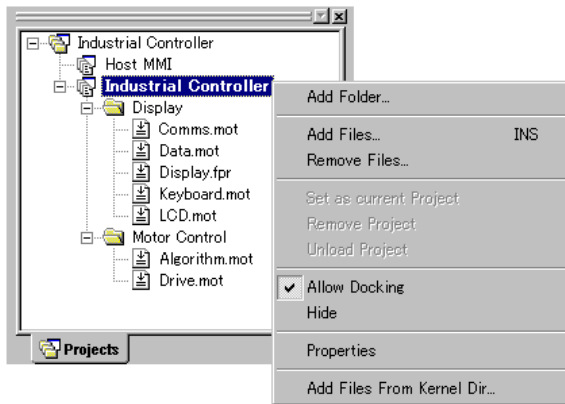 Industrial Controller
Host MMI
Industrial Controller
Display
Comms.mot
Data.mot
Display.fpr
Keyboard.mot
LCD.mot
Motor Control
Algorithm.mot
Drive.mot
Projects
Add Folder...
Add Files... INS
Remove Files...
Set as current Project
Remove Project
Unload Project
Allow Docking
Hide
Properties
Add Files From Kernel Dir...